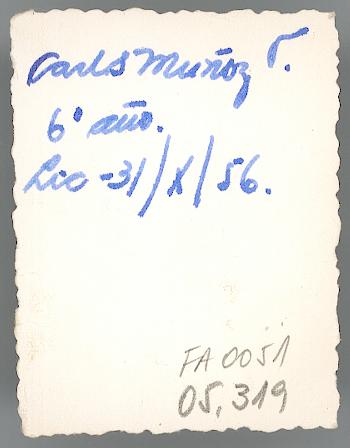 Carlos Muñoz
6° año.
Lic - 31/X/56.
FA 0051
05,319